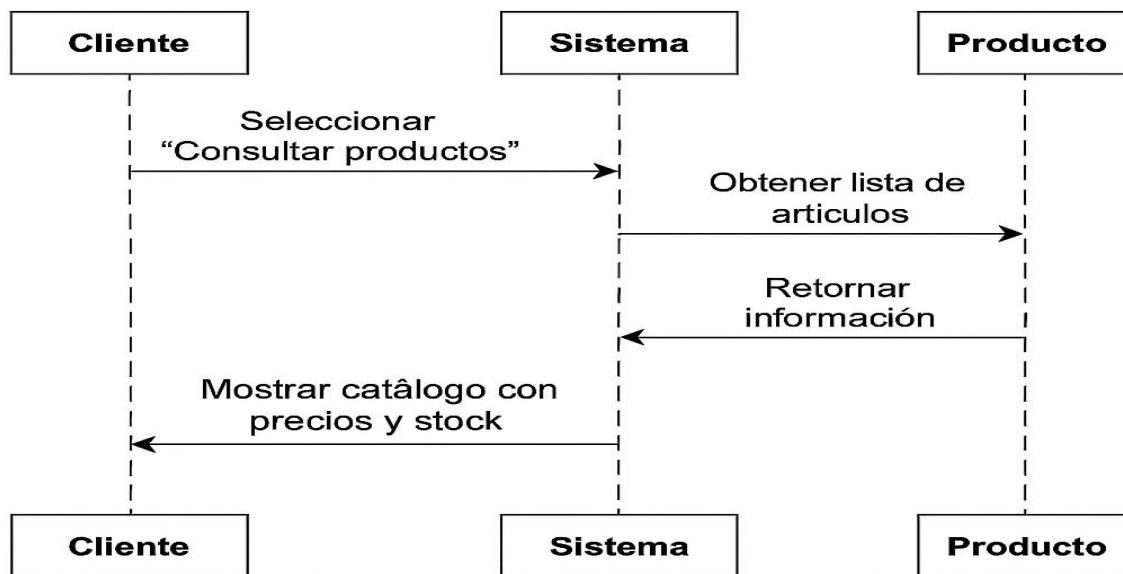 Cliente
Sistema
Producto
Seleccionar
“Consultar productos”
Obtener lista de
articulos
Retornar
información
Mostrar catâlogo con
precios y stock
Cliente
Sistema
Producto